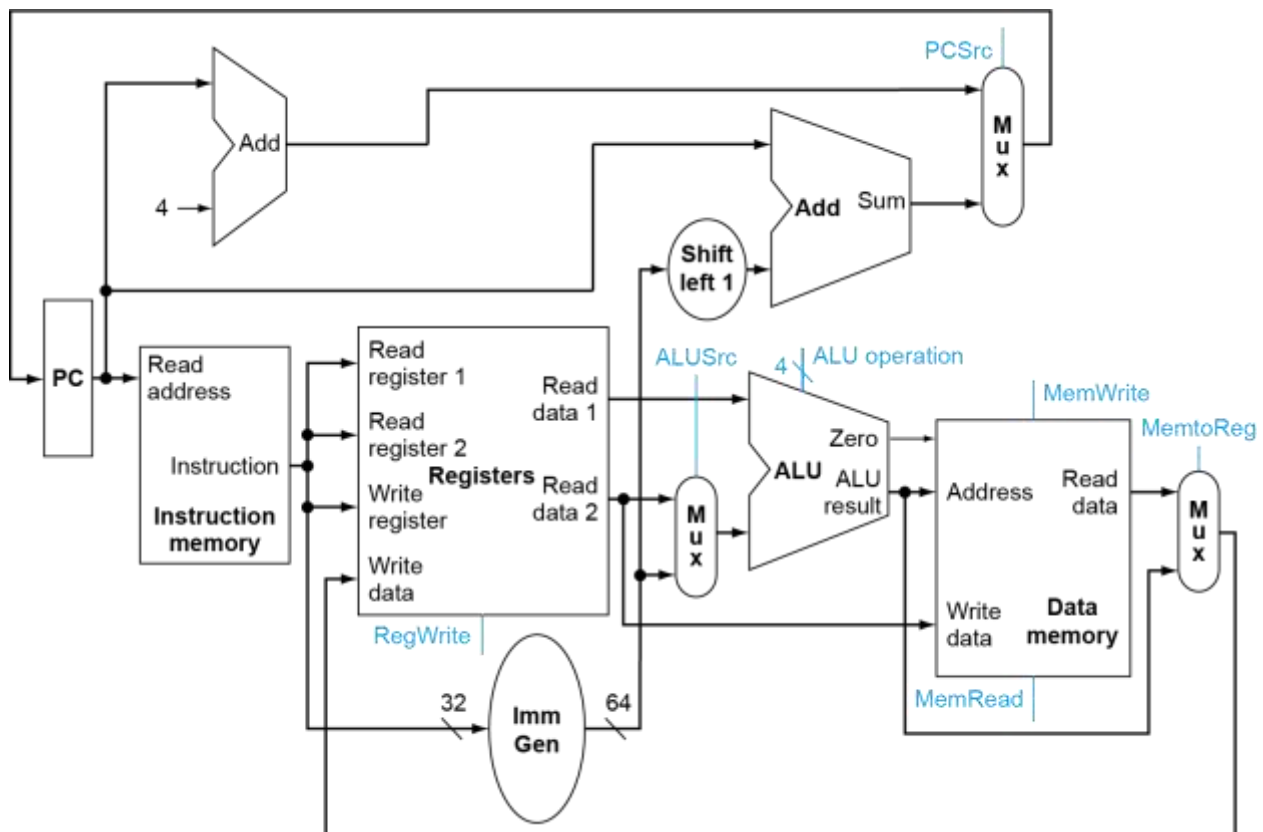 PCSrc
Add
4
M
u
x
Add Sum
Shift
left 1
PC
Read
address
Instruction
Instruction
memory
Read
register 1
Read
register 2
Write
register
Write
data
Registers
Read
data 1
Read
data 2
RegWrite
ALUSrc
M
u
x
4
ALU operation
Zero
ALU
ALU
result
MemWrite
Address
Read
data
Write
data
Data
memory
MemRead
MemtoReg
M
u
x
32
Imm
Gen
64